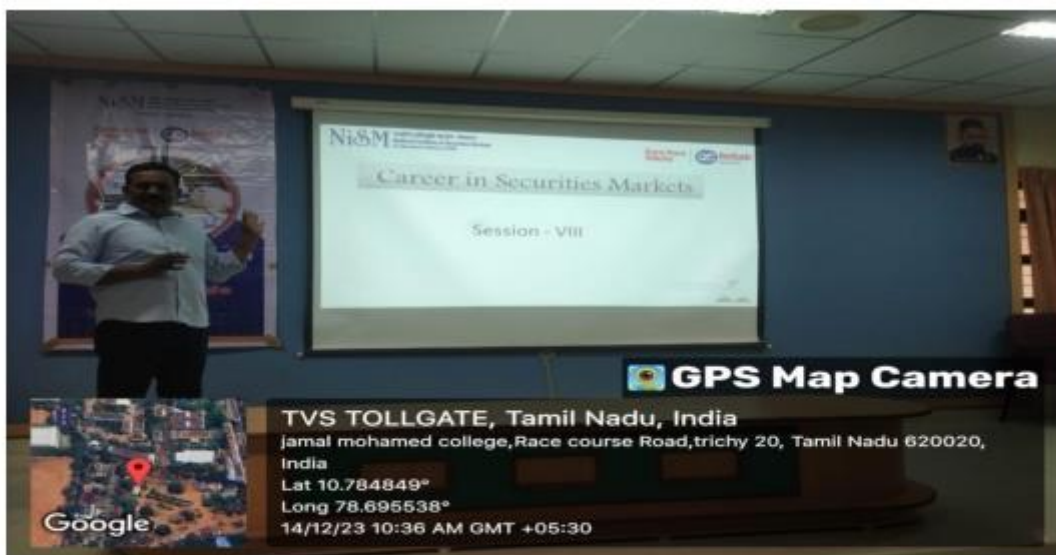 NiSM
NiSM
Career in Securities Markets
Session - VIII
GPS Map Camera
TVS TOLLGATE, Tamil Nadu, India
jamal mohamed college,Race course Road,trichy 20, Tamil Nadu 620020,
India
Lat 10.784849°
Long 78.695538°
14/12/23 10:36 AM GMT +05:30
Google